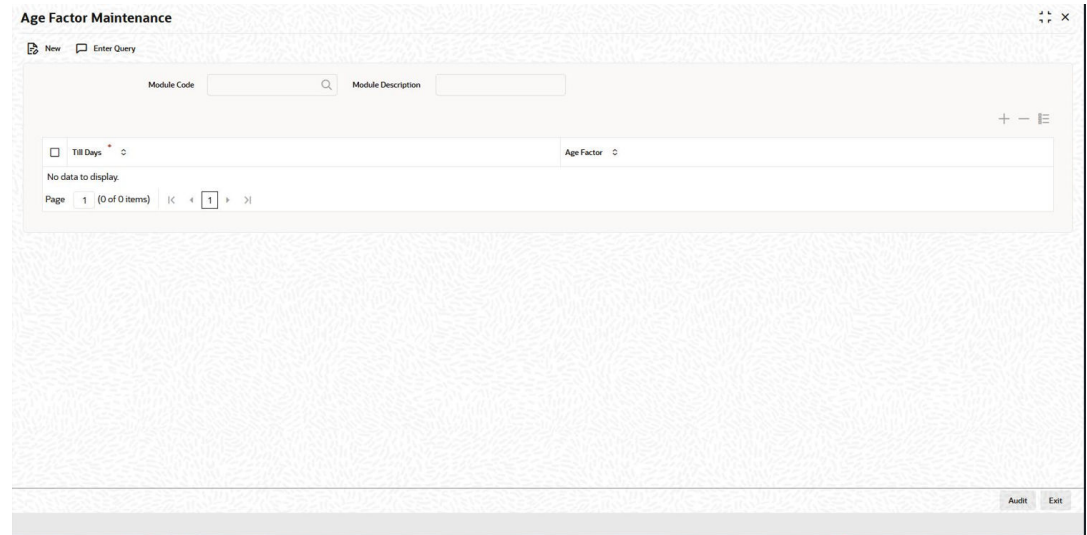 Age Factor Maintenance
New Enter Query
Module Code Module Description
Till Days * Age Factor
No data to display.
Page 1 (0 of 0 items) 1
Audit Exit